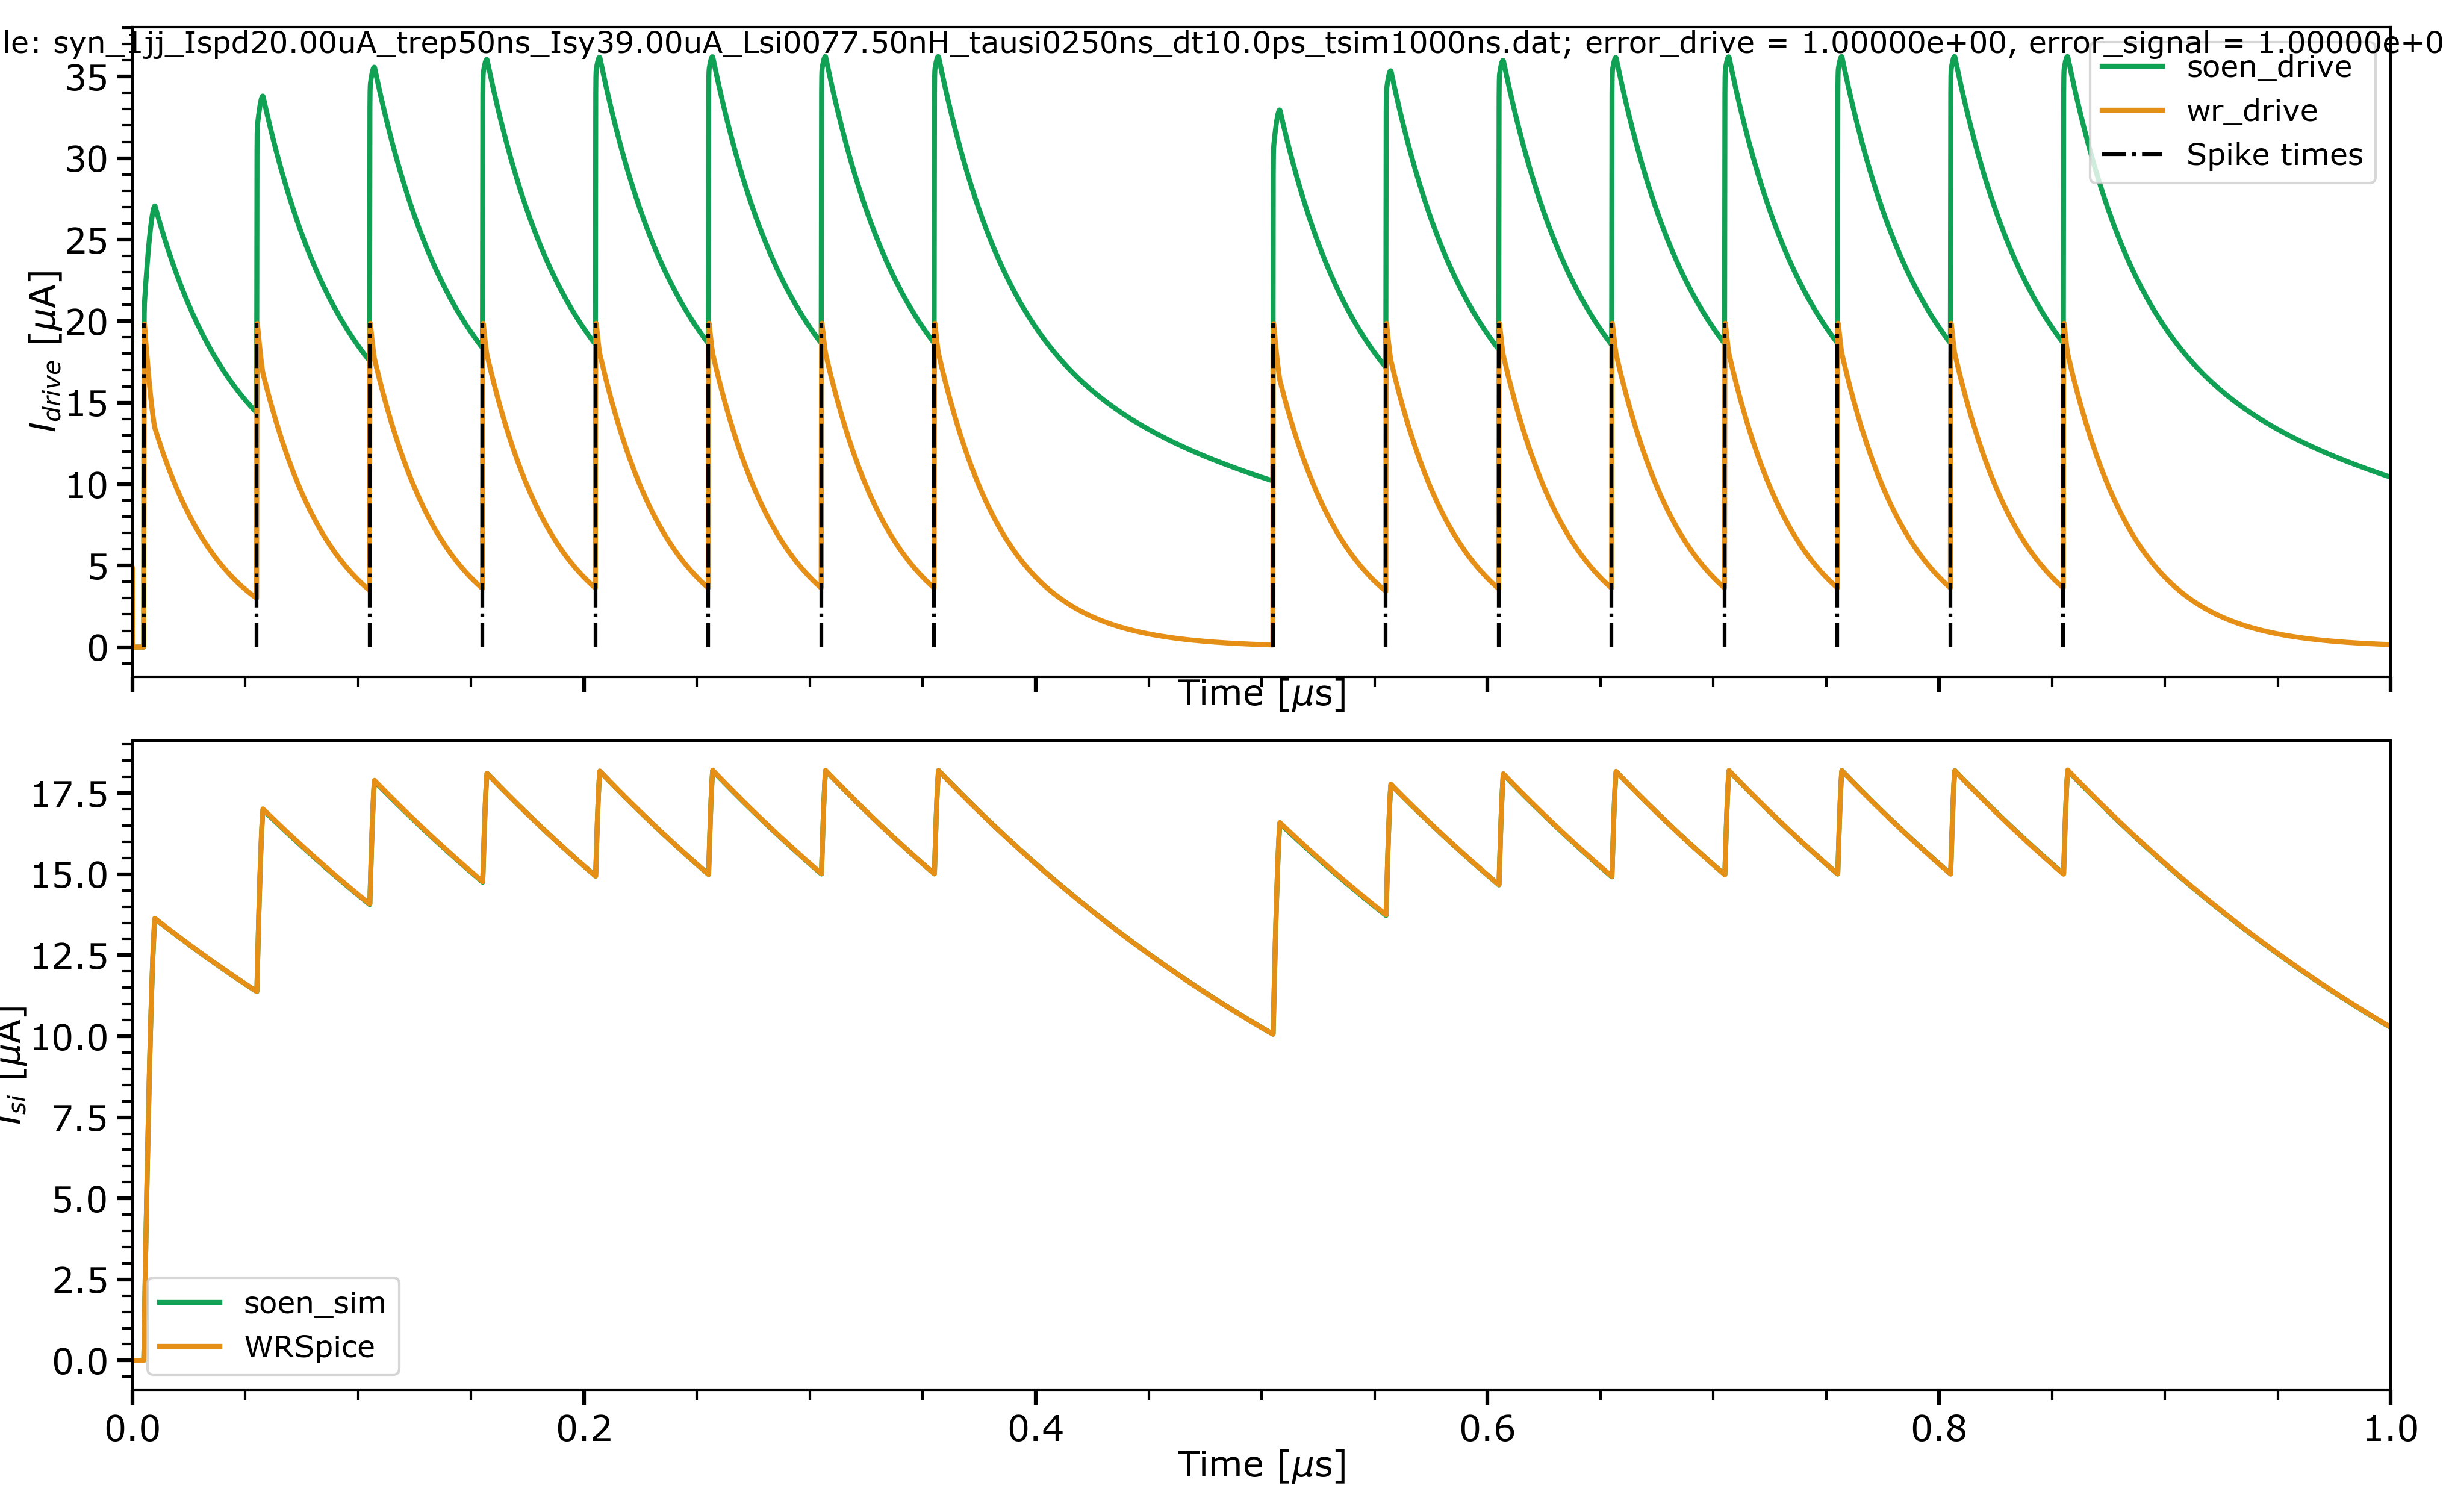 le: syn_1jj_Ispd20.00uA_trep50ns_Isy39.00uA_Lsi0077.50nH_tausi0250ns_dt10.0ps_tsim1000ns.dat; error_drive = 1.00000e+00, error_signal = 1.00000e+0
soen_drive
wr_drive
Spike times
35
30
25
20
15
10
5
0
I_drive [μA]
Time [μs]
17.5
15.0
12.5
10.0
7.5
5.0
2.5
0.0
I_si [μA]
soen_sim
WRSpice
0.0 0.2 0.4 0.6 0.8 1.0
Time [μs]